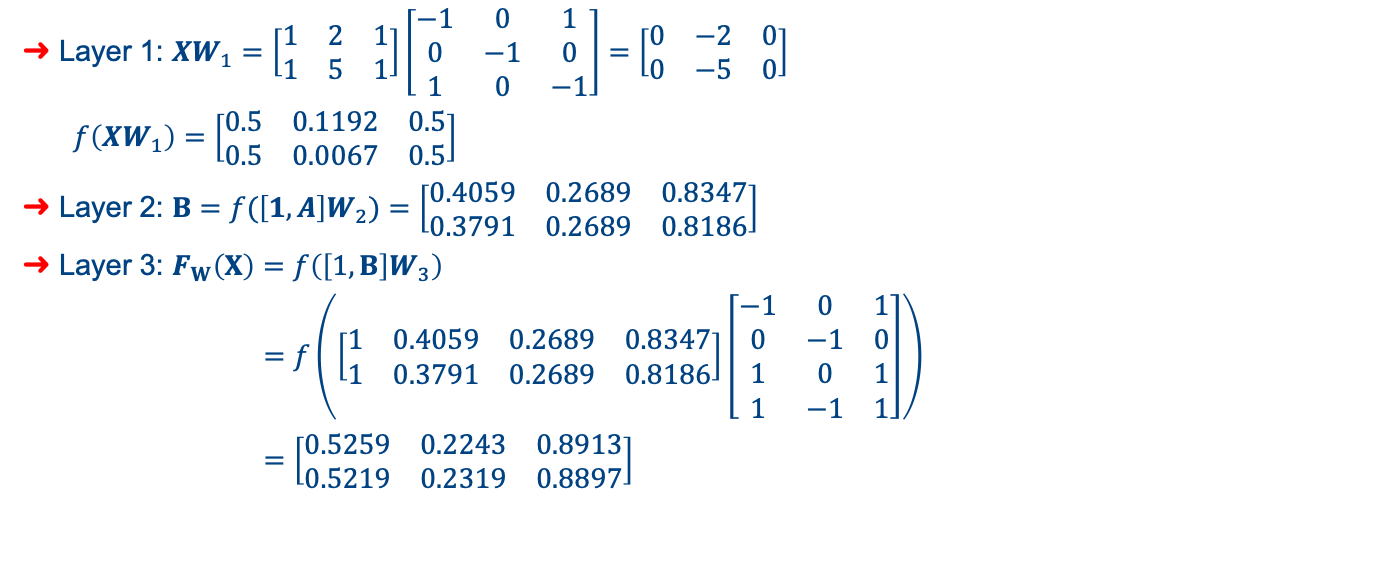 → Layer 1: XW₁ = [1 2 1; 1 5 1] [−1 0 1; 0 −1 0; 1 0 −1] = [0 −2 0; 0 −5 0]
f(XW₁) = [0.5 0.1192 0.5; 0.5 0.0067 0.5]
→ Layer 2: B = f([1, A]W₂) = [0.4059 0.2689 0.8347; 0.3791 0.2689 0.8186]
→ Layer 3: F_W(X) = f([1, B]W₃)
= f([1 0.4059 0.2689 0.8347; 1 0.3791 0.2689 0.8186] [−1 0 1; 0 −1 0; 1 0 1; 1 −1 1])
= [0.5259 0.2243 0.8913; 0.5219 0.2319 0.8897]